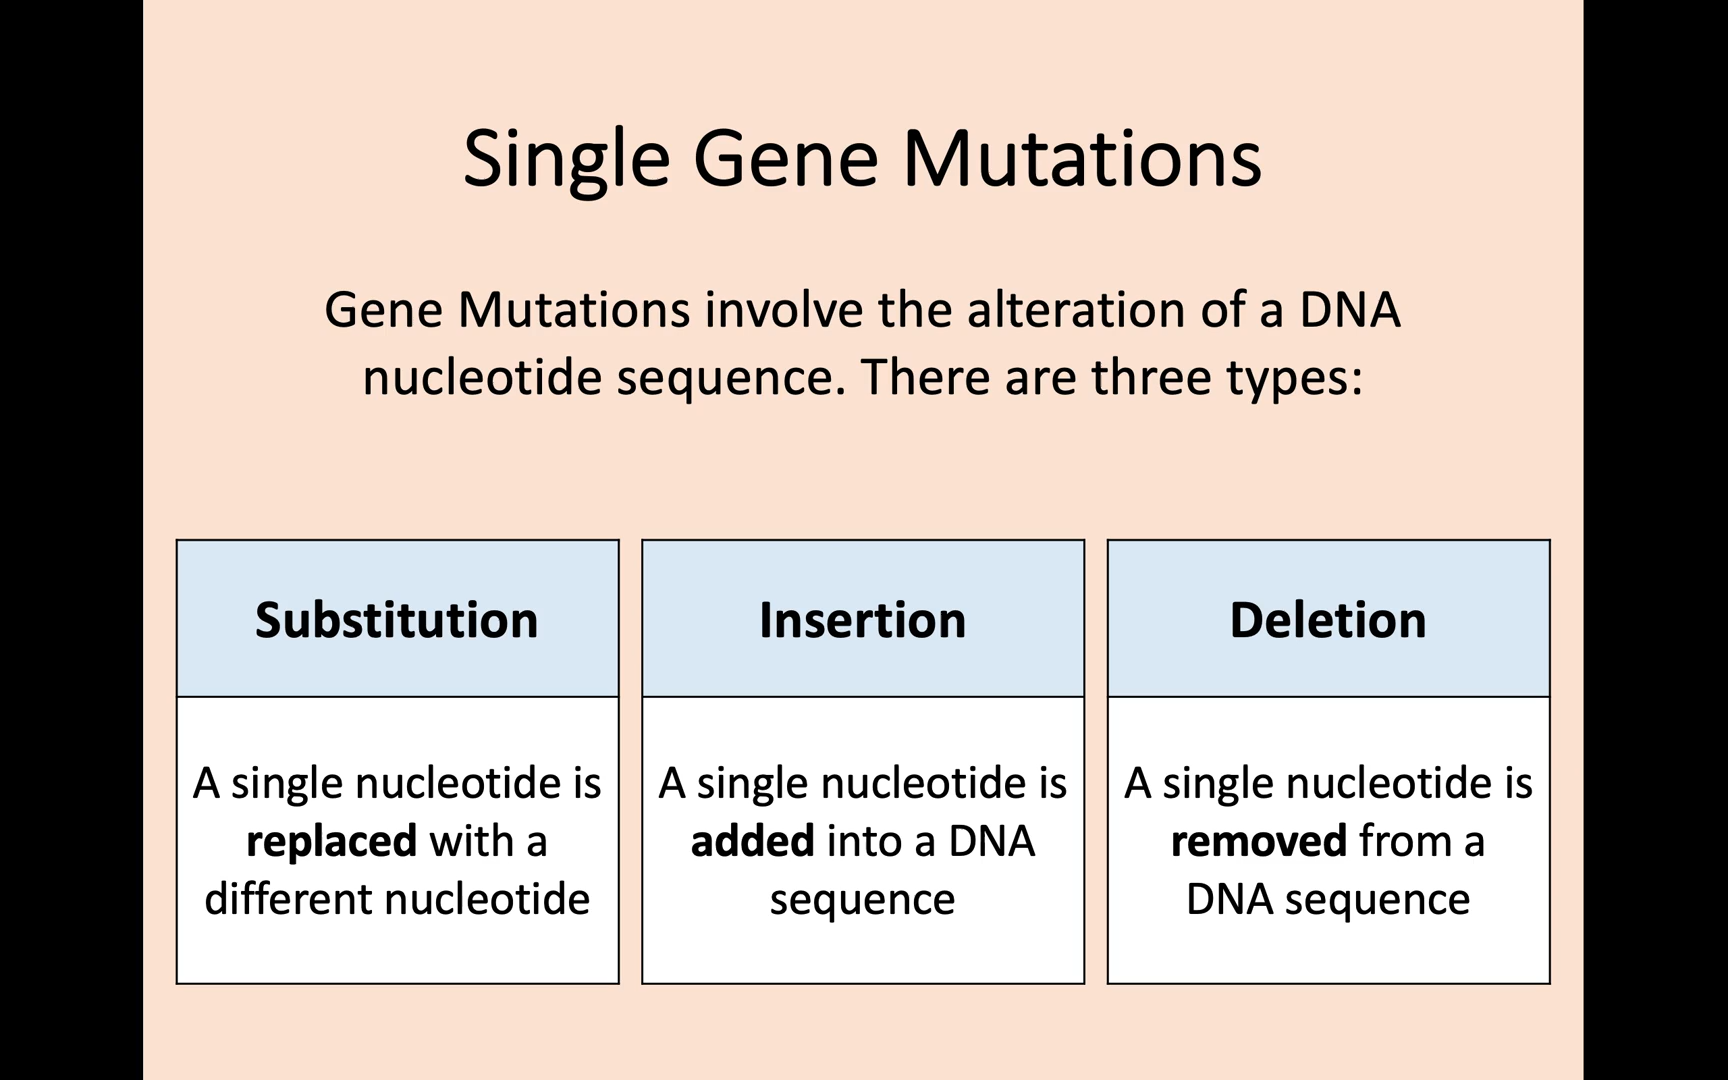 Single Gene Mutations
Gene Mutations involve the alteration of a DNA
nucleotide sequence. There are three types:
Substitution
A single nucleotide is
replaced with a
different nucleotide
Insertion
A single nucleotide is
added into a DNA
sequence
Deletion
A single nucleotide is
removed from a
DNA sequence